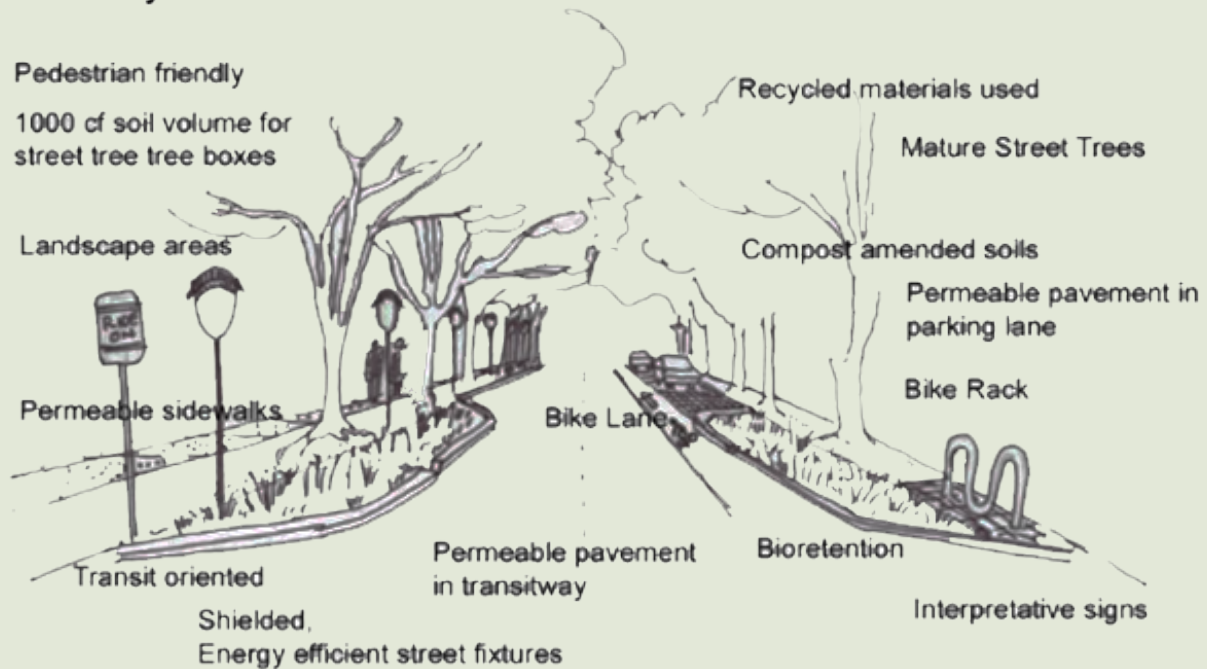 Pedestrian friendly
1000 cf soil volume for
street tree tree boxes
Landscape areas
Permeable sidewalks
Transit oriented
Shielded,
Energy efficient street fixtures
Permeable pavement
in transitway
Bike Lane
Recycled materials used
Mature Street Trees
Compost amended soils
Permeable pavement in
parking lane
Bike Rack
Bioretention
Interpretative signs
RIDE
ON